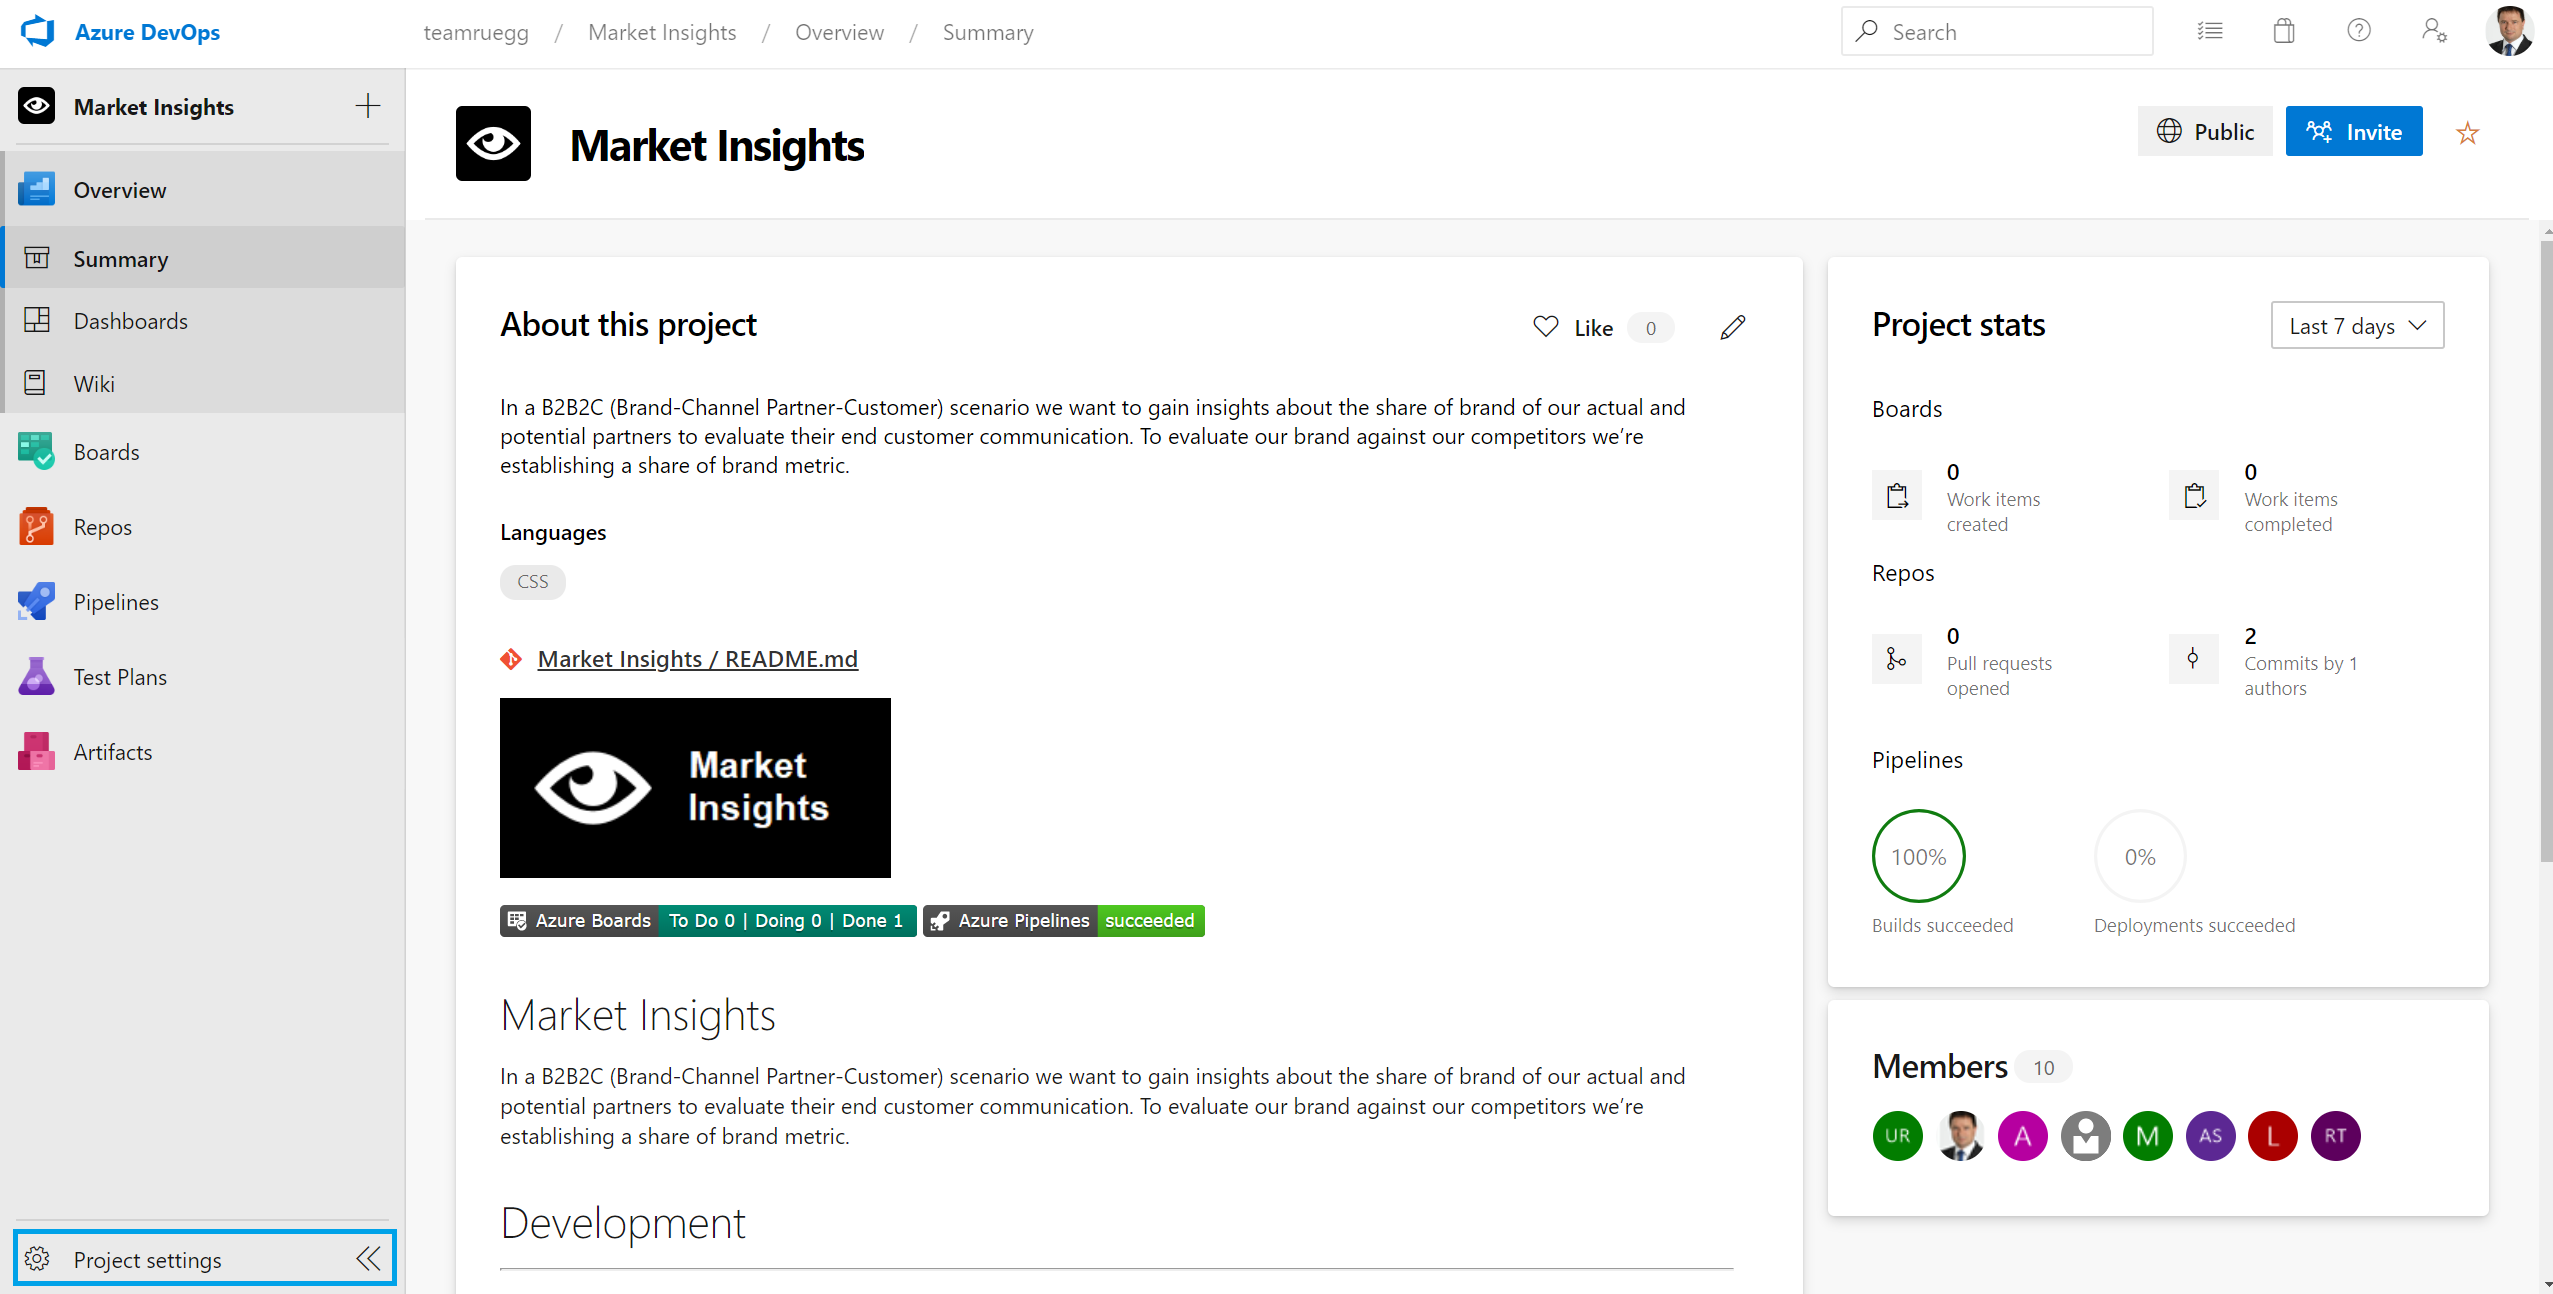 Azure DevOps
teamruegg / Market Insights / Overview / Summary
Search
Market Insights
Overview
Summary
Dashboards
Wiki
Boards
Repos
Pipelines
Test Plans
Artifacts
Project settings
Market Insights
Public
Invite
About this project
Like 0
In a B2B2C (Brand-Channel Partner-Customer) scenario we want to gain insights about the share of brand of our actual and
potential partners to evaluate their end customer communication. To evaluate our brand against our competitors we’re
establishing a share of brand metric.
Languages
CSS
Market Insights / README.md
Market
Insights
Azure Boards To Do 0 | Doing 0 | Done 1 Azure Pipelines succeeded
Market Insights
In a B2B2C (Brand-Channel Partner-Customer) scenario we want to gain insights about the share of brand of our actual and
potential partners to evaluate their end customer communication. To evaluate our brand against our competitors we’re
establishing a share of brand metric.
Development
Project stats
Last 7 days
Boards
0
Work items
created
0
Work items
completed
Repos
0
Pull requests
opened
2
Commits by 1
authors
Pipelines
100%
Builds succeeded
0%
Deployments succeeded
Members 10
UR A M AS L RT